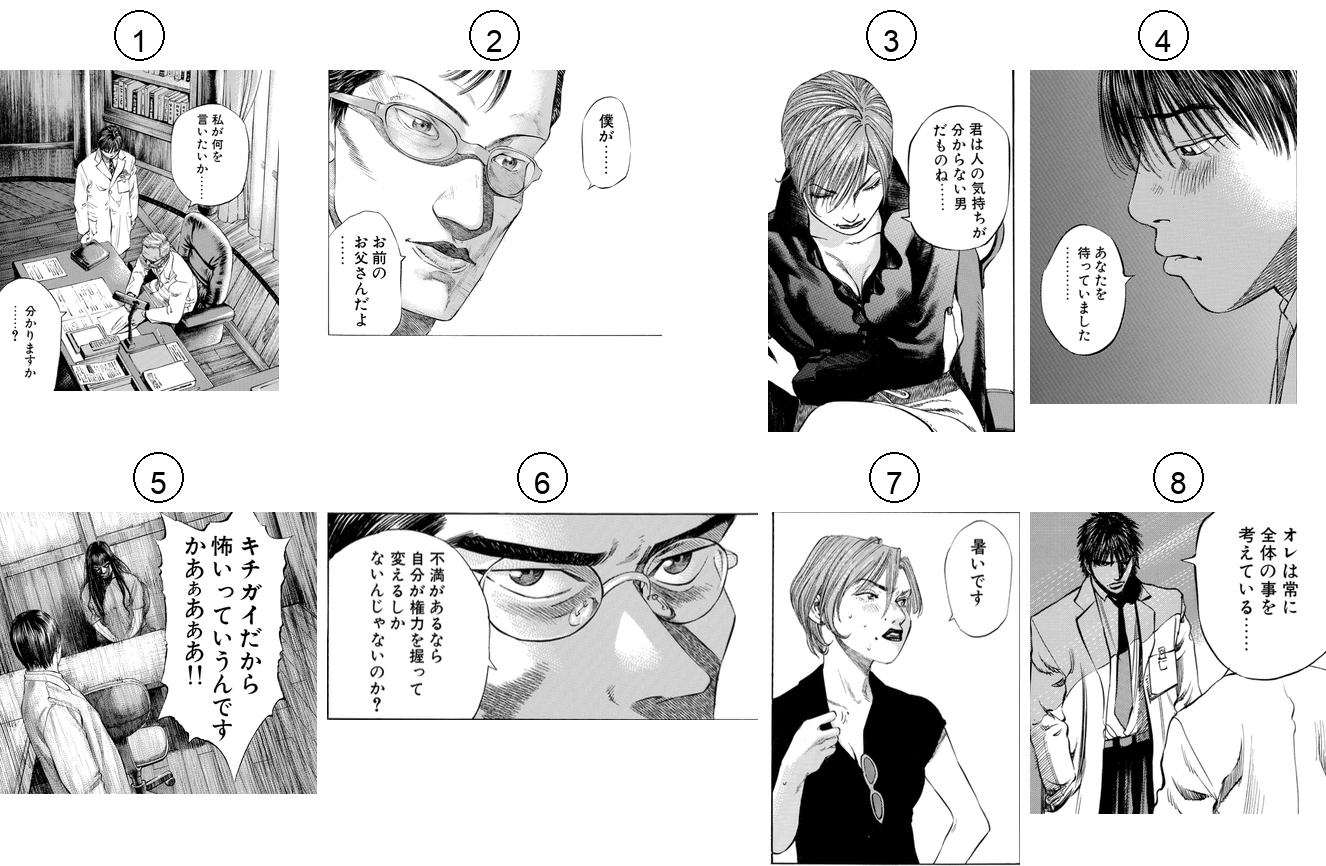 1
私が何を
言いたいか……
分かりますか
……?
2
僕が……
お前の
お父さんだよ
……
3
君は人の気持ちが
分からない男
だものね……
4
あなたを
待っていました
…………
5
キチガイだから
怖いっていうんです
かあぁあああ!!
6
不満があるなら
自分が権力を握って
変えるしか
ないんじゃないのか?
7
暑いです
8
オレは常に
全体の事を
考えている……